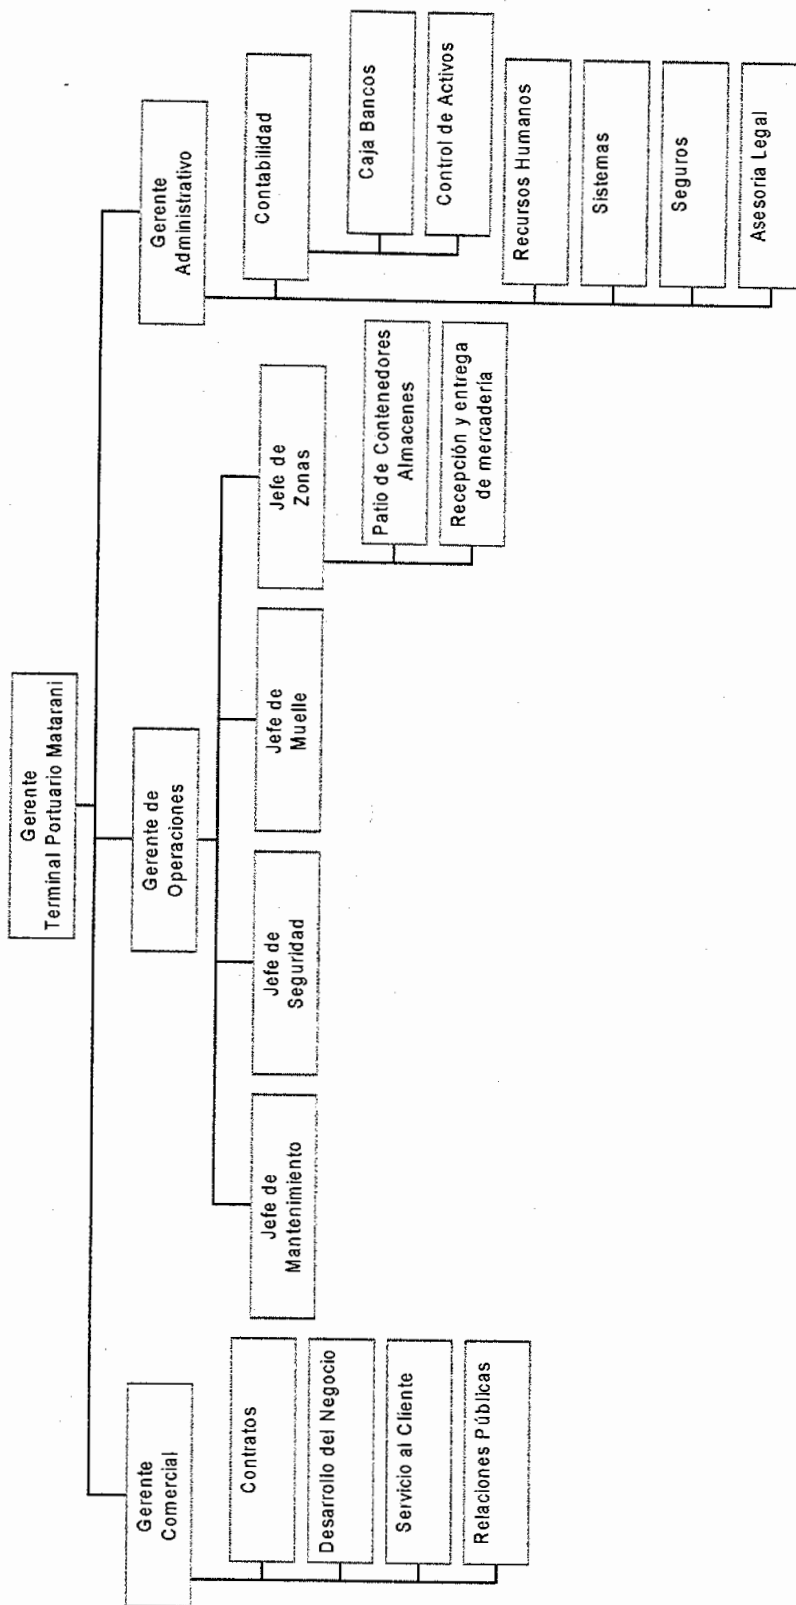 Gerente
Terminal Portuario Matarani
Gerente
Comercial
Contratos
Desarrollo del Negocio
Servicio al Cliente
Relaciones Públicas
Gerente de
Operaciones
Jefe de
Mantenimiento
Jefe de
Seguridad
Jefe de
Muelle
Jefe de
Zonas
Patio de Contenedores
Almacenes
Recepción y entrega
de mercadería
Gerente
Administrativo
Contabilidad
Caja Bancos
Control de Activos
Recursos Humanos
Sistemas
Seguros
Asesoria Legal